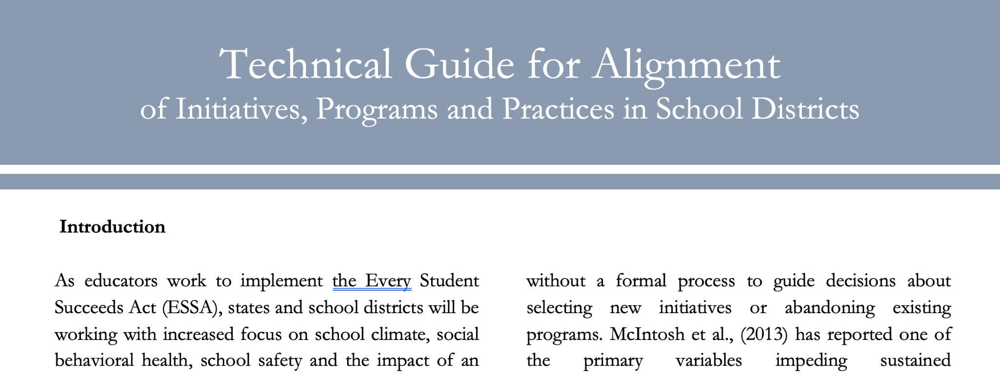 Technical Guide for Alignment
of Initiatives, Programs and Practices in School Districts
Introduction
As educators work to implement the Every Student
Succeeds Act (ESSA), states and school districts will be
working with increased focus on school climate, social
behavioral health, school safety and the impact of an
without a formal process to guide decisions about
selecting new initiatives or abandoning existing
programs. McIntosh et al., (2013) has reported one of
the primary variables impeding sustained